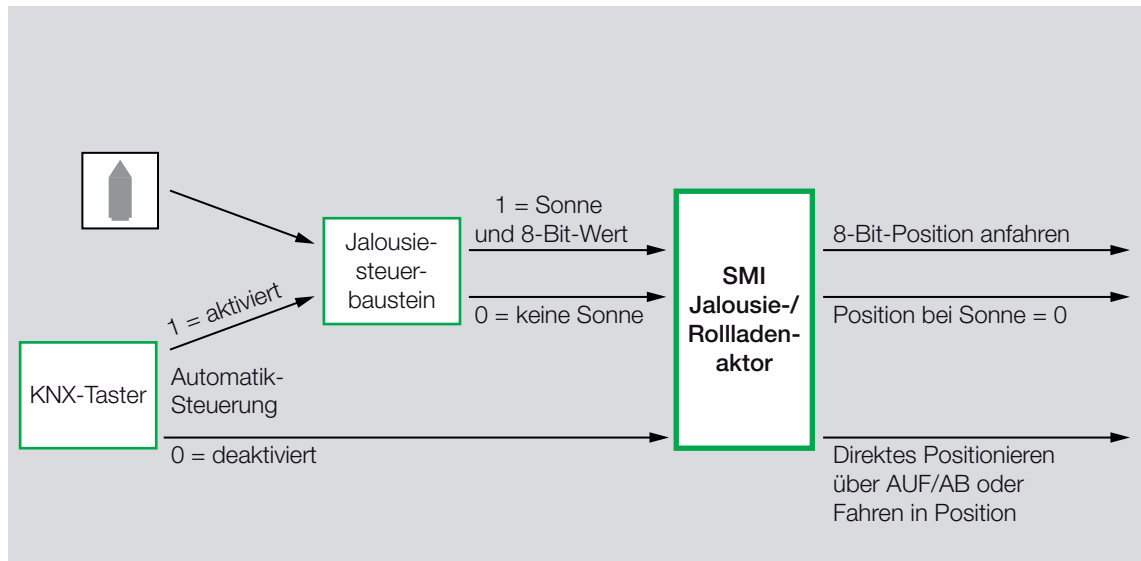 1 = Sonne
und 8-Bit-Wert
8-Bit-Position anfahren
Jalousie-
steuer-
baustein
SMI
Jalousie-/
Rollladen-
aktor
1 = aktiviert
0 = keine Sonne
Position bei Sonne = 0
KNX-Taster
Automatik-
Steuerung
0 = deaktiviert
Direktes Positionieren
über AUF/AB oder
Fahren in Position